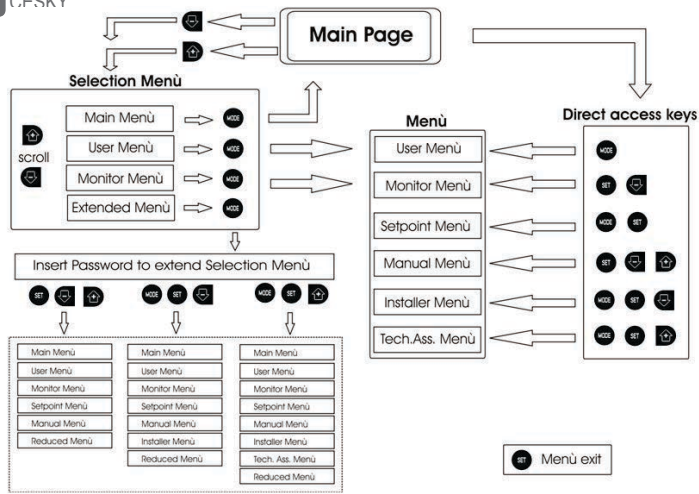 ČESKY
Main Page
Selection Menù
Main Menù
MODE
User Menù
MODE
Monitor Menù
MODE
Extended Menù
MODE
scroll
Insert Password to extend Selection Menù
SET
MODE SET
MODE SET
Main Menù
User Menù
Monitor Menù
Setpoint Menù
Manual Menù
Reduced Menù
Main Menù
User Menù
Monitor Menù
Setpoint Menù
Manual Menù
Installer Menù
Reduced Menù
Main Menù
User Menù
Monitor Menù
Setpoint Menù
Manual Menù
Installer Menù
Tech. Ass. Menù
Reduced Menù
Menù
User Menù
Monitor Menù
Setpoint Menù
Manual Menù
Installer Menù
Tech.Ass. Menù
Direct access keys
MODE
SET
MODE SET
SET
MODE SET
MODE SET
SET Menù exit